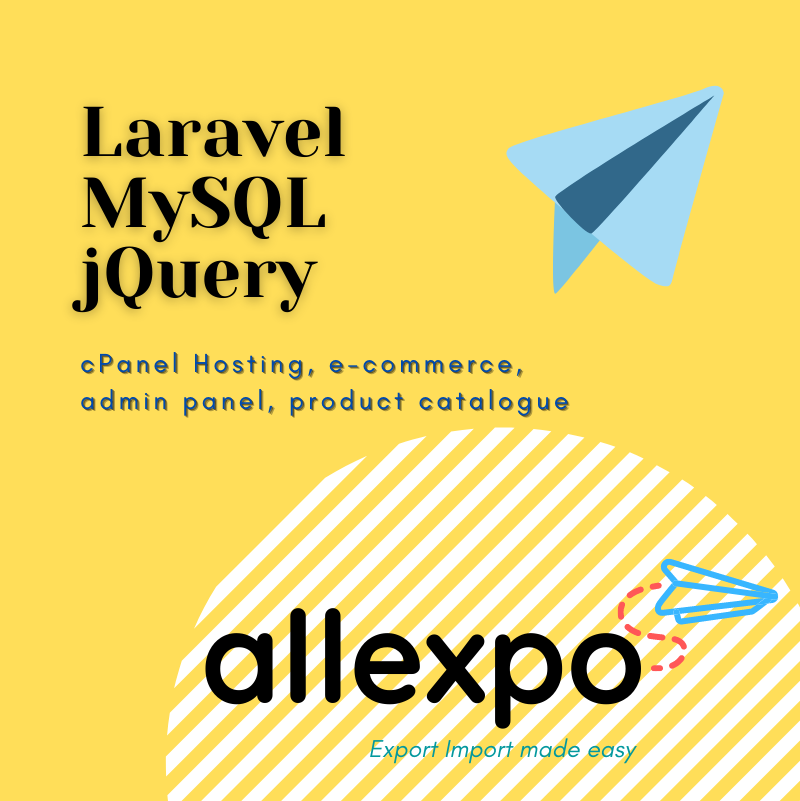 Laravel
MySQL
jQuery
cPanel Hosting, e-commerce,
admin panel, product catalogue
allexpo
Export Import made easy